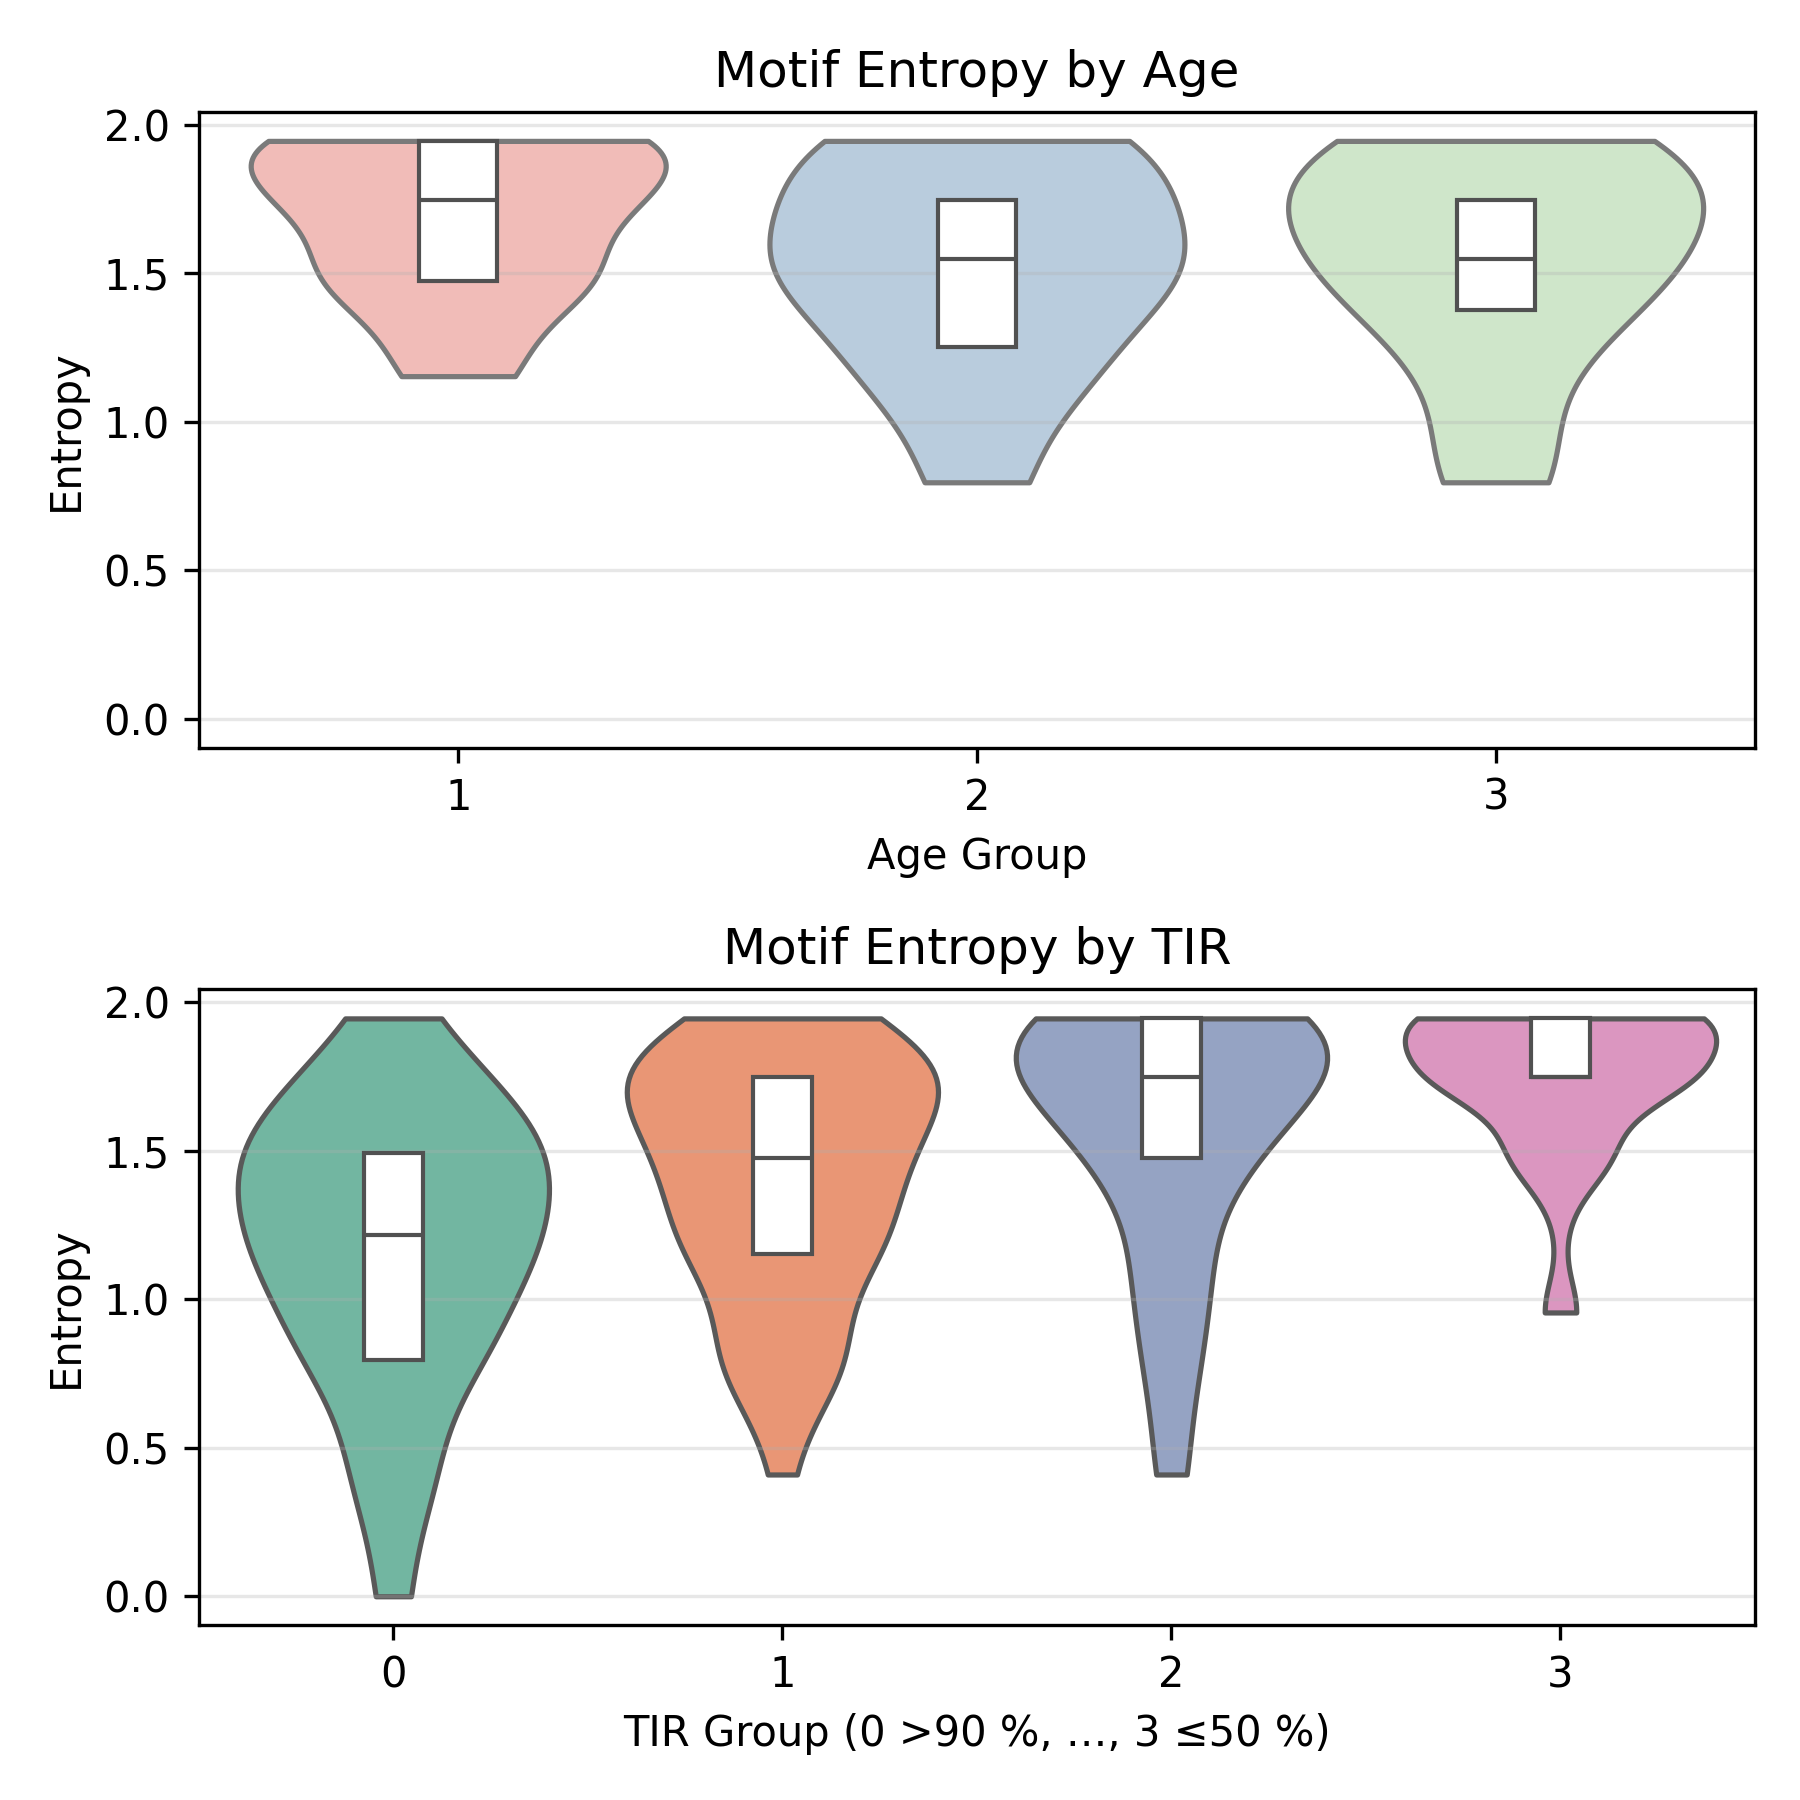 Motif Entropy by Age
2.0
1.5
1.0
0.5
0.0
Entropy
1 2 3
Age Group
Motif Entropy by TIR
2.0
1.5
1.0
0.5
0.0
Entropy
0 1 2 3
TIR Group (0 >90 %, ..., 3 ≤50 %)